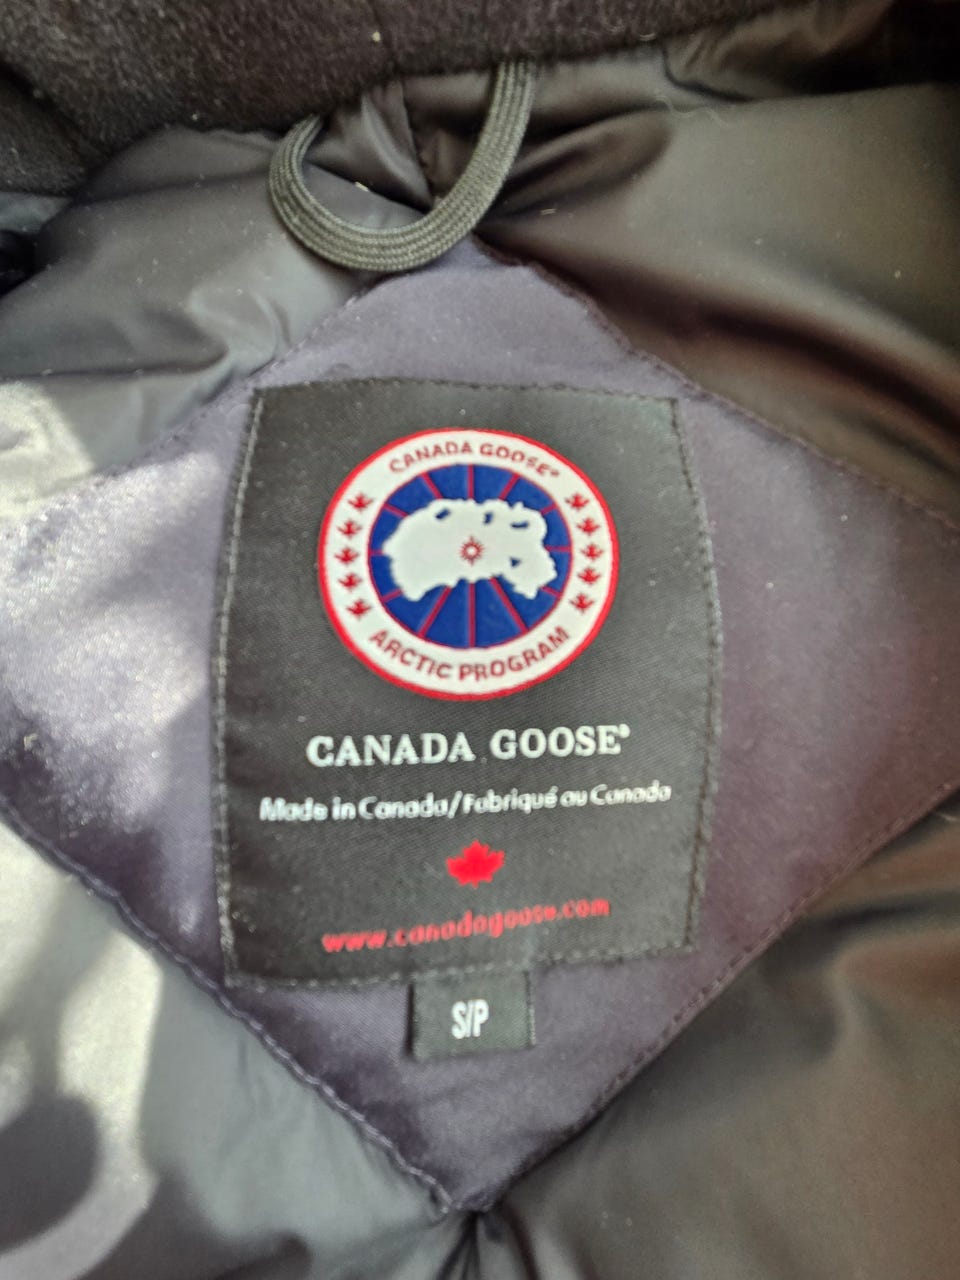 CANADA GOOSE®
ARCTIC PROGRAM
CANADA GOOSE®
Made in Canada/Fabriqué au Canada
www.canadagoose.com
S/P